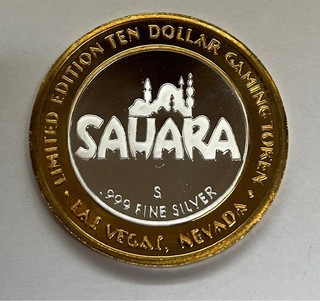 LIMITED EDITION TEN DOLLAR GAMING TOKEN
SAHARA
S
.999 FINE SILVER
• LAS VEGAS, NEVADA •